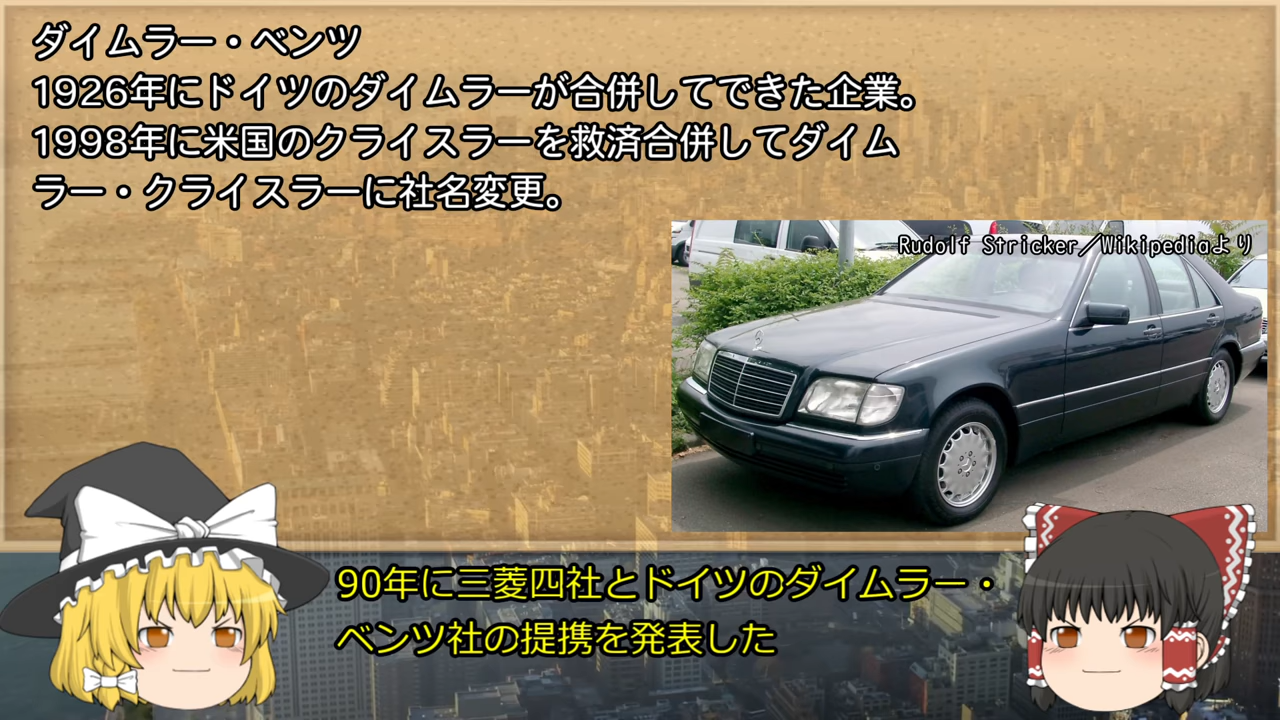 ダイムラー・ベンツ
1926年にドイツのダイムラーが合併してできた企業。
1998年に米国のクライスラーを救済合併してダイム
ラー・クライスラーに社名変更。
Rudolf Stricker／Wikipediaより
90年に三菱四社とドイツのダイムラー・
ベンツ社の提携を発表した